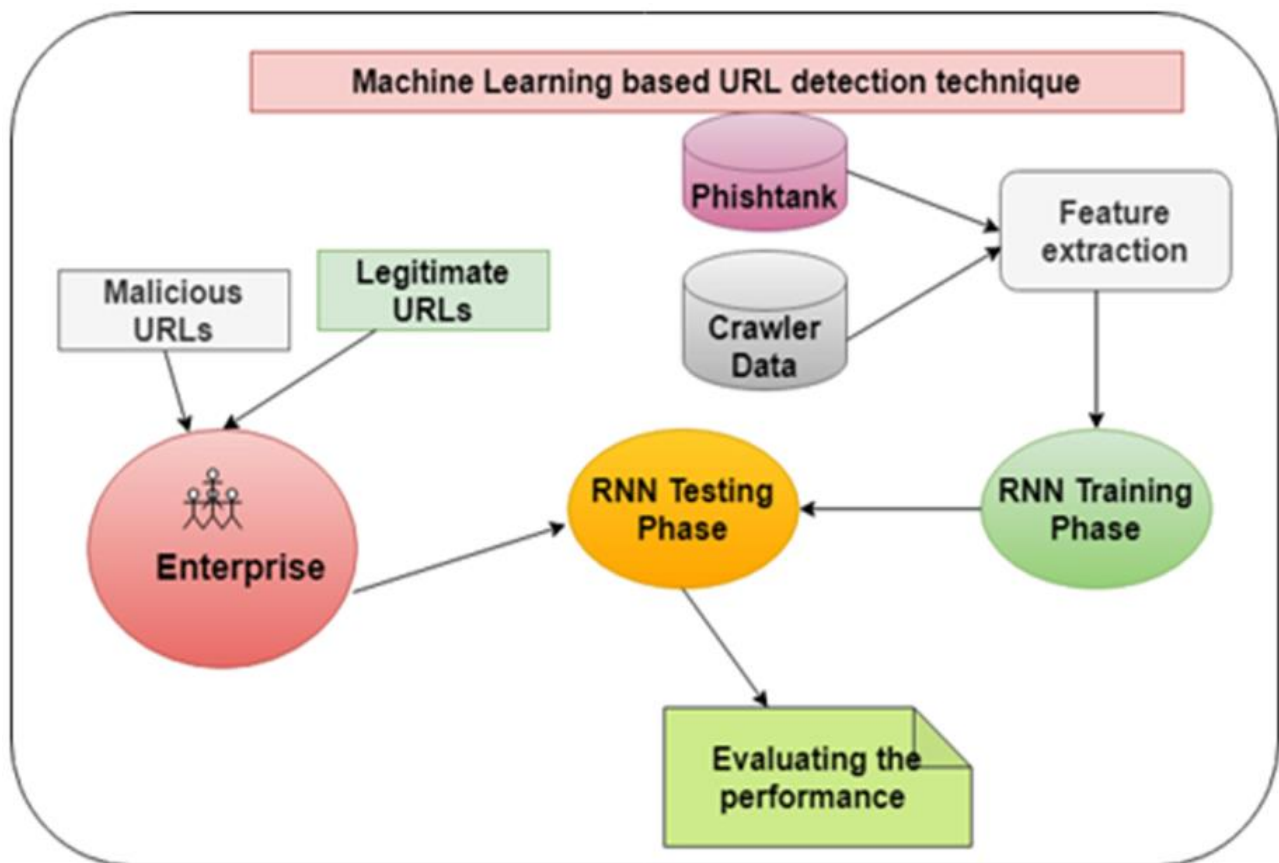 Machine Learning based URL detection technique
Phishtank
Feature
extraction
Legitimate
URLs
Malicious
URLs
Crawler
Data
RNN Testing
Phase
RNN Training
Phase
Enterprise
Evaluating the
performance